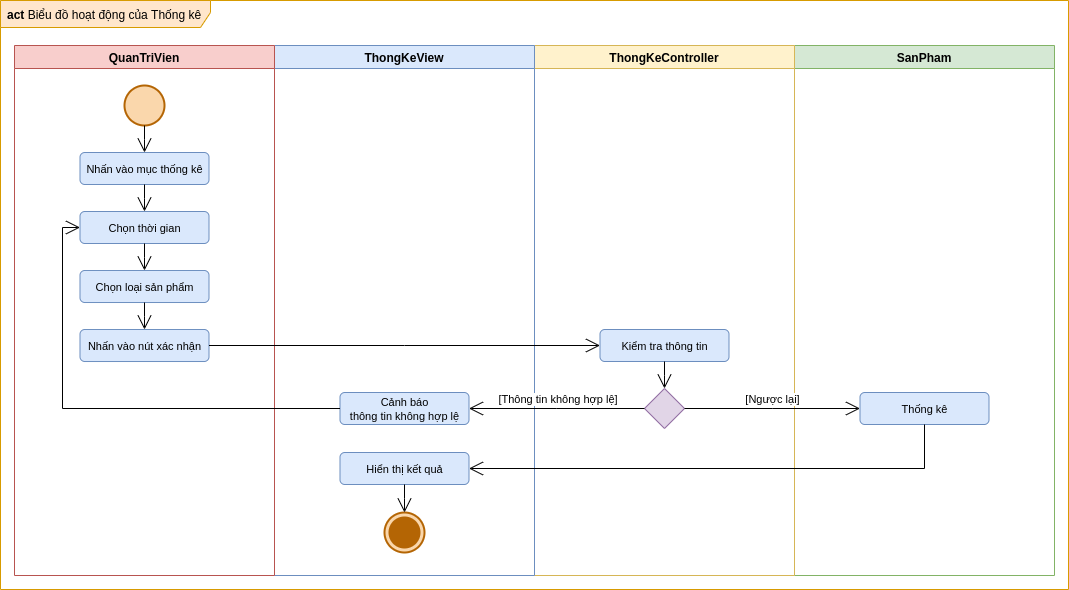 act Biểu đồ hoạt động của Thống kê
QuanTriVien
ThongKeView
ThongKeController
SanPham
Nhấn vào mục thống kê
Chọn thời gian
Chọn loại sản phẩm
Nhấn vào nút xác nhận
Kiểm tra thông tin
[Thông tin không hợp lệ]
[Ngược lại]
Cảnh báo
thông tin không hợp lệ
Thống kê
Hiển thị kết quả